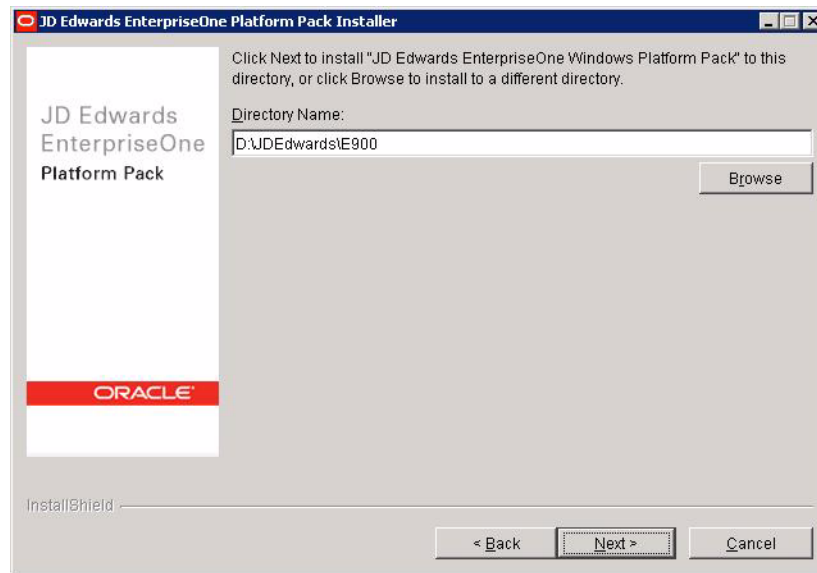 JD Edwards EnterpriseOne Platform Pack Installer
Click Next to install "JD Edwards EnterpriseOne Windows Platform Pack" to this
directory, or click Browse to install to a different directory.
JD Edwards
EnterpriseOne
Platform Pack
Directory Name:
D:\JDEdwards\E900
Browse
ORACLE
InstallShield
< Back
Next >
Cancel